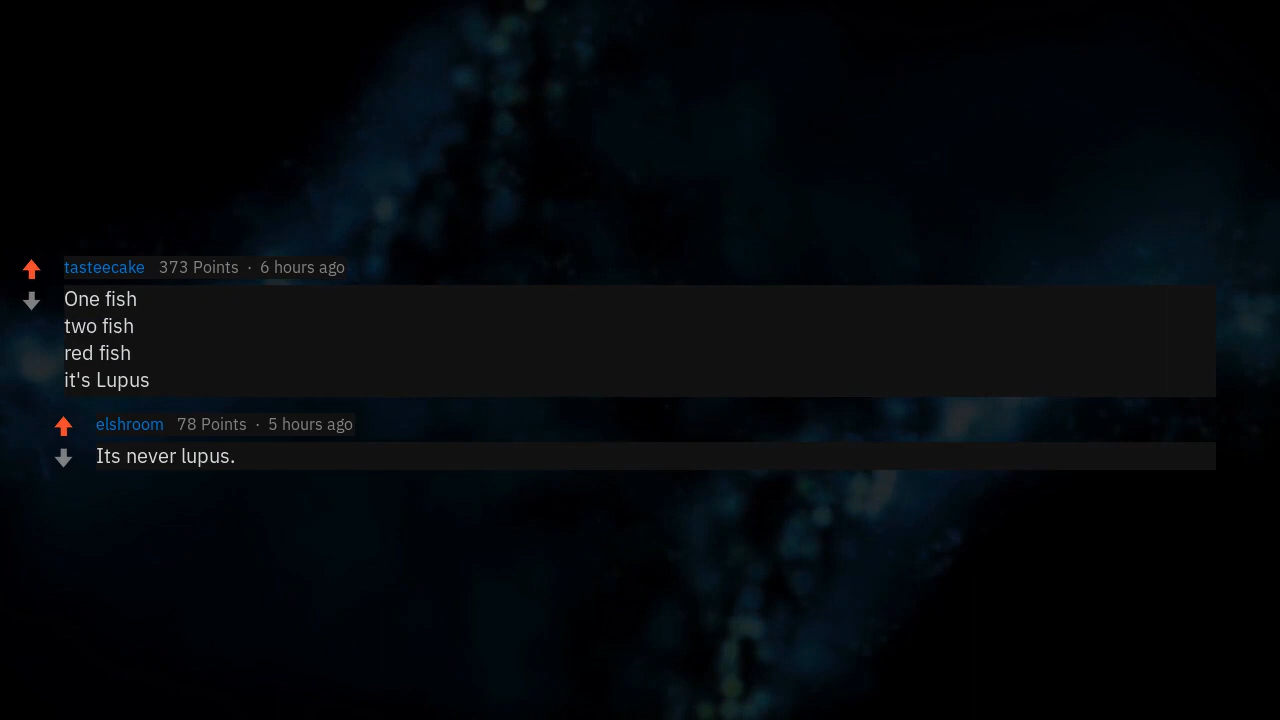 tasteecake 373 Points · 6 hours ago
One fish
two fish
red fish
it's Lupus
elshroom 78 Points · 5 hours ago
Its never lupus.